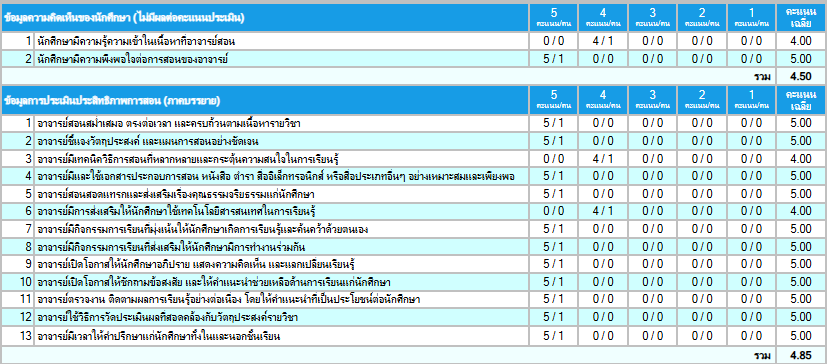 ข้อมูลความคิดเห็นของนักศึกษา (ไม่มีผลต่อคะแนนประเมิน) 5 คะแนน/คน 4 คะแนน/คน 3 คะแนน/คน 2 คะแนน/คน 1 คะแนน/คน คะแนนเฉลี่ย
1 นักศึกษามีความรู้ความเข้าใจในเนื้อหาที่อาจารย์สอน 0 / 0 4 / 1 0 / 0 0 / 0 0 / 0 4.00
2 นักศึกษามีความพึงพอใจต่อการสอนของอาจารย์ 5 / 1 0 / 0 0 / 0 0 / 0 0 / 0 5.00
รวม 4.50
ข้อมูลการประเมินประสิทธิภาพการสอน (ภาคบรรยาย) 5 คะแนน/คน 4 คะแนน/คน 3 คะแนน/คน 2 คะแนน/คน 1 คะแนน/คน คะแนนเฉลี่ย
1 อาจารย์สอนสม่ำเสมอ ตรงต่อเวลา และครบถ้วนตามเนื้อหารายวิชา 5 / 1 0 / 0 0 / 0 0 / 0 0 / 0 5.00
2 อาจารย์ชี้แจงวัตถุประสงค์ และแผนการสอนอย่างชัดเจน 5 / 1 0 / 0 0 / 0 0 / 0 0 / 0 5.00
3 อาจารย์มีเทคนิควิธีการสอนที่หลากหลายและกระตุ้นความสนใจในการเรียนรู้ 0 / 0 4 / 1 0 / 0 0 / 0 0 / 0 4.00
4 อาจารย์มีและใช้เอกสารประกอบการสอน หนังสือ ตำรา สื่ออิเล็กทรอนิกส์ หรือสื่อประเภทอื่นๆ อย่างเหมาะสมและเพียงพอ 5 / 1 0 / 0 0 / 0 0 / 0 0 / 0 5.00
5 อาจารย์สอนสอดแทรกและส่งเสริมเรื่องคุณธรรมจริยธรรมแก่นักศึกษา 5 / 1 0 / 0 0 / 0 0 / 0 0 / 0 5.00
6 อาจารย์มีการส่งเสริมให้นักศึกษาใช้เทคโนโลยีสารสนเทศในการเรียนรู้ 0 / 0 4 / 1 0 / 0 0 / 0 0 / 0 4.00
7 อาจารย์มีกิจกรรมการเรียนที่มุ่งเน้นให้นักศึกษาเกิดการเรียนรู้และค้นคว้าด้วยตนเอง 5 / 1 0 / 0 0 / 0 0 / 0 0 / 0 5.00
8 อาจารย์มีกิจกรรมการเรียนที่ส่งเสริมให้นักศึกษามีการทำงานร่วมกัน 5 / 1 0 / 0 0 / 0 0 / 0 0 / 0 5.00
9 อาจารย์เปิดโอกาสให้นักศึกษาอภิปราย แสดงความคิดเห็น และแลกเปลี่ยนเรียนรู้ 5 / 1 0 / 0 0 / 0 0 / 0 0 / 0 5.00
10 อาจารย์เปิดโอกาสให้ซักถามข้อสงสัย และให้คำแนะนำช่วยเหลือด้านการเรียนแก่นักศึกษา 5 / 1 0 / 0 0 / 0 0 / 0 0 / 0 5.00
11 อาจารย์ตรวจงาน ติดตามผลการเรียนรู้อย่างต่อเนื่อง โดยให้คำแนะนำที่เป็นประโยชน์ต่อนักศึกษา 5 / 1 0 / 0 0 / 0 0 / 0 0 / 0 5.00
12 อาจารย์ใช้วิธีการวัดประเมินผลที่สอดคล้องกับวัตถุประสงค์รายวิชา 5 / 1 0 / 0 0 / 0 0 / 0 0 / 0 5.00
13 อาจารย์มีเวลาให้คำปรึกษาแก่นักศึกษาทั้งในและนอกชั้นเรียน 5 / 1 0 / 0 0 / 0 0 / 0 0 / 0 5.00
รวม 4.85